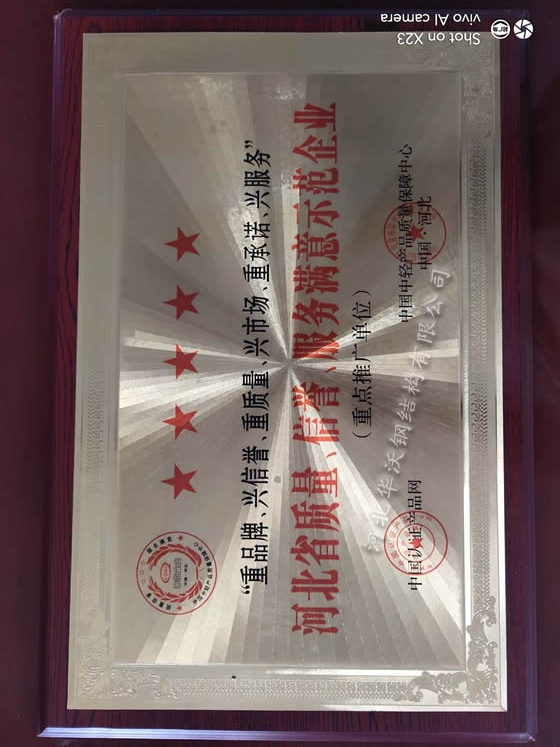 “重品牌、兴信誉、重质量、兴市场、重承诺、兴服务”
河北省质量、信誉、服务满意示范企业
（重点推广单位）
河北华沃钢结构有限公司
中国认证产品网
中国中轻产品质量保障中心
中国·河北
Shot on X23
vivo AI camera